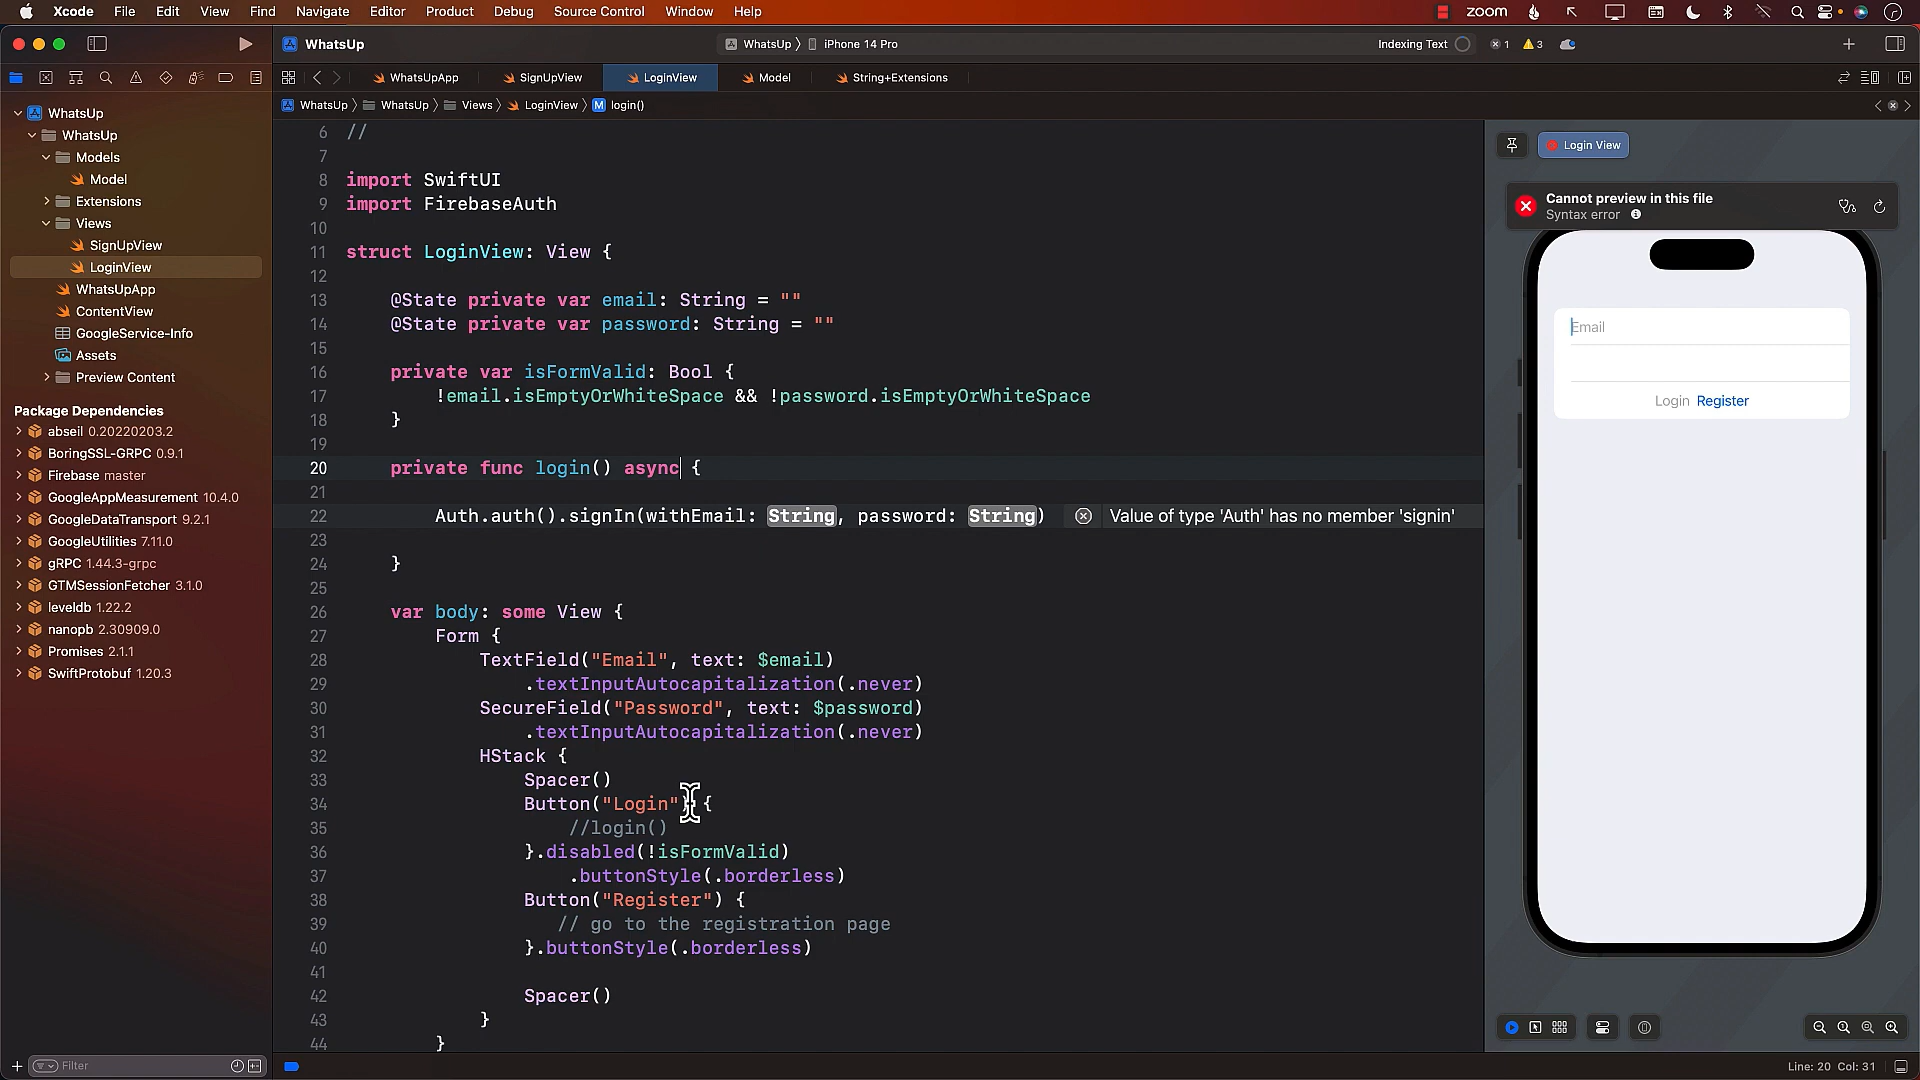 Xcode File Edit View Find Navigate Editor Product Debug Source Control Window Help zoom
WhatsUp
WhatsUp iPhone 14 Pro
Indexing Text
1
3
WhatsUpApp
SignUpView
LoginView
Model
String+Extensions
WhatsUp WhatsUp Views LoginView M login()
WhatsUp
WhatsUp
Models
Model
Extensions
Views
SignUpView
LoginView
WhatsUpApp
ContentView
GoogleService-Info
Assets
Preview Content
Package Dependencies
abseil 0.20220203.2
BoringSSL-GRPC 0.9.1
Firebase master
GoogleAppMeasurement 10.4.0
GoogleDataTransport 9.2.1
GoogleUtilities 7.11.0
gRPC 1.44.3-grpc
GTMSessionFetcher 3.1.0
leveldb 1.22.2
nanopb 2.30909.0
Promises 2.1.1
SwiftProtobuf 1.20.3
Filter
6 //
7
8 import SwiftUI
9 import FirebaseAuth
10
11 struct LoginView: View {
12
13 @State private var email: String = ""
14 @State private var password: String = ""
15
16 private var isFormValid: Bool {
17 !email.isEmptyOrWhiteSpace && !password.isEmptyOrWhiteSpace
18 }
19
20 private func login() async {
21
22 Auth.auth().signIn(withEmail: String, password: String) Value of type 'Auth' has no member 'signin'
23
24 }
25
26 var body: some View {
27 Form {
28 TextField("Email", text: $email)
29 .textInputAutocapitalization(.never)
30 SecureField("Password", text: $password)
31 .textInputAutocapitalization(.never)
32 HStack {
33 Spacer()
34 Button("Login") {
35 //login()
36 }.disabled(!isFormValid)
37 .buttonStyle(.borderless)
38 Button("Register") {
39 // go to the registration page
40 }.buttonStyle(.borderless)
41
42 Spacer()
43 }
44 }
Login View
Cannot preview in this file
Syntax error
Email
Login Register
Line: 20 Col: 31